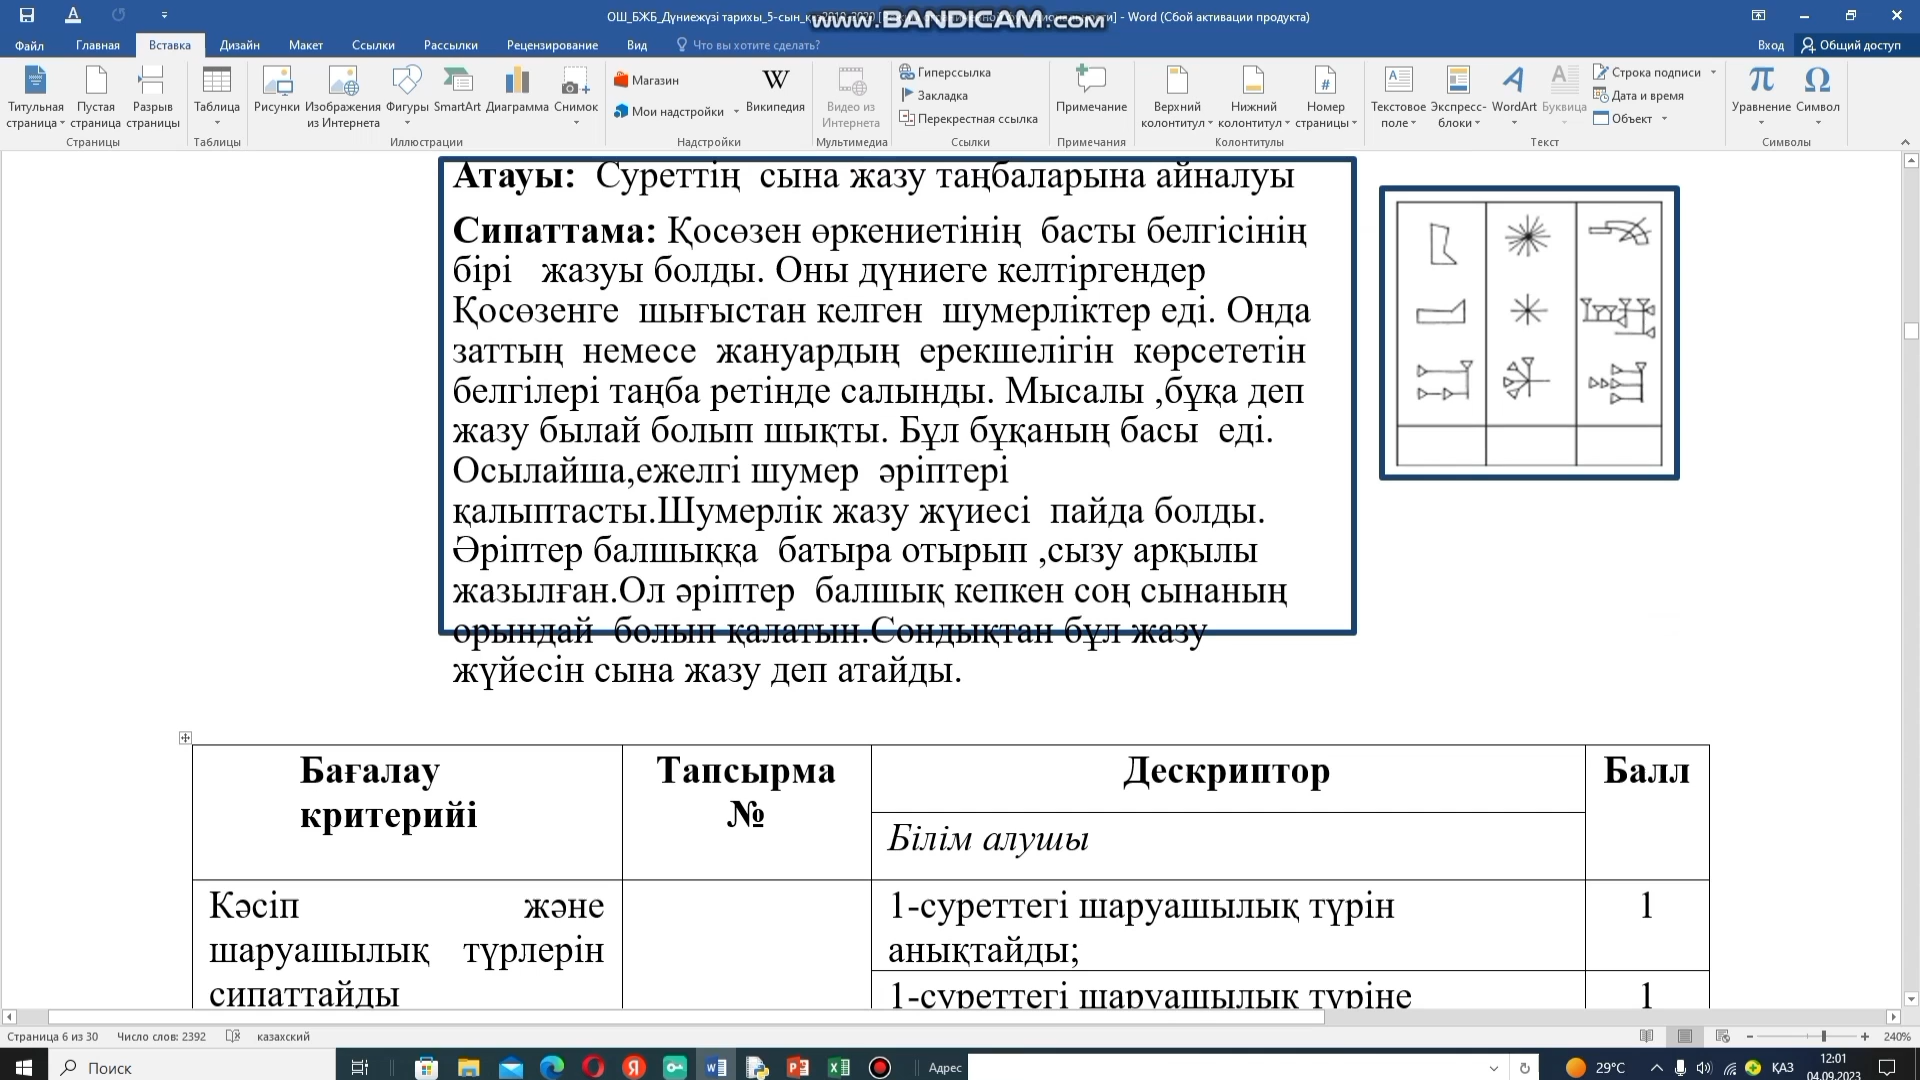 ОШ_БЖБ_Дүниежүзі тарихы_5-сын_
www.BANDICAM.com
- Word (Сбой активации продукта)
Файл Главная Вставка Дизайн Макет Ссылки Рассылки Рецензирование Вид Что вы хотите сделать? Вход Общий доступ
Титульная страница
Пустая страница
Разрыв страницы
Таблица
Рисунки
Изображения из Интернета
Фигуры
SmartArt
Диаграмма
Снимок
Магазин
Мои надстройки
W
Википедия
Видео из Интернета
Гиперссылка
Закладка
Перекрестная ссылка
Примечание
Верхний колонтитул
Нижний колонтитул
Номер страницы
Текстовое поле
Экспресс-блоки
WordArt
Буквица
Строка подписи
Дата и время
Объект
π
Уравнение
Ω
Символ
Страницы Таблицы Иллюстрации Надстройки Мультимедиа Ссылки Примечания Колонтитулы Текст Символы
Атауы: Суреттің сына жазу таңбаларына айналуы
Сипаттама: Қосөзен өркениетінің басты белгісінің
бірі жазуы болды. Оны дүниеге келтіргендер
Қосөзенге шығыстан келген шумерліктер еді. Онда
заттың немесе жануардың ерекшелігін көрсететін
белгілері таңба ретінде салынды. Мысалы ,бұқа деп
жазу былай болып шықты. Бұл бұқаның басы еді.
Осылайша,ежелгі шумер әріптері
қалыптасты.Шумерлік жазу жүиесі пайда болды.
Әріптер балшыққа батыра отырып ,сызу арқылы
жазылған.Ол әріптер балшық кепкен соң сынаның
орындай болып қалатын.Сондықтан бұл жазу
жүйесін сына жазу деп атайды.
Бағалау критерийі
Тапсырма №
Дескриптор
Балл
Білім алушы
Кәсіп және
шаруашылық түрлерін
сипаттайды
1-суреттегі шаруашылық түрін
анықтайды;
1
1-суреттегі шаруашылық түріне
1
Страница 6 из 30 Число слов: 2392 казахский 240%
Поиск
Адрес
29°C
ҚАЗ
12:01
04.09.2023